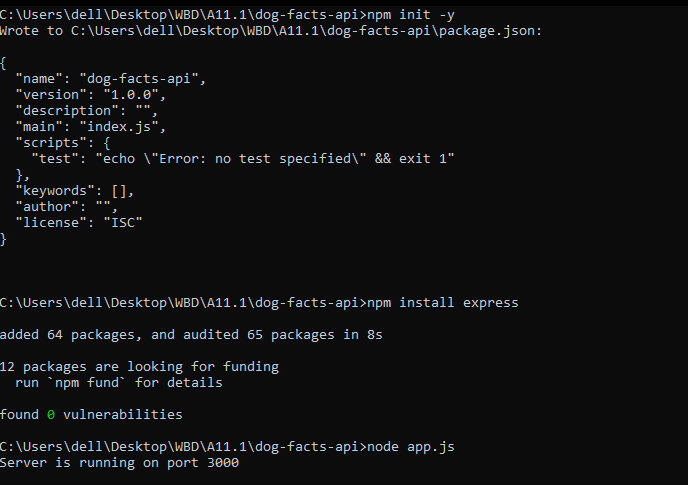 C:\Users\dell\Desktop\WBD\A11.1\dog-facts-api>npm init -y
Wrote to C:\Users\dell\Desktop\WBD\A11.1\dog-facts-api\package.json:
{
  "name": "dog-facts-api",
  "version": "1.0.0",
  "description": "",
  "main": "index.js",
  "scripts": {
    "test": "echo \"Error: no test specified\" && exit 1"
  },
  "keywords": [],
  "author": "",
  "license": "ISC"
}
C:\Users\dell\Desktop\WBD\A11.1\dog-facts-api>npm install express
added 64 packages, and audited 65 packages in 8s
12 packages are looking for funding
  run `npm fund` for details
found 0 vulnerabilities
C:\Users\dell\Desktop\WBD\A11.1\dog-facts-api>node app.js
Server is running on port 3000